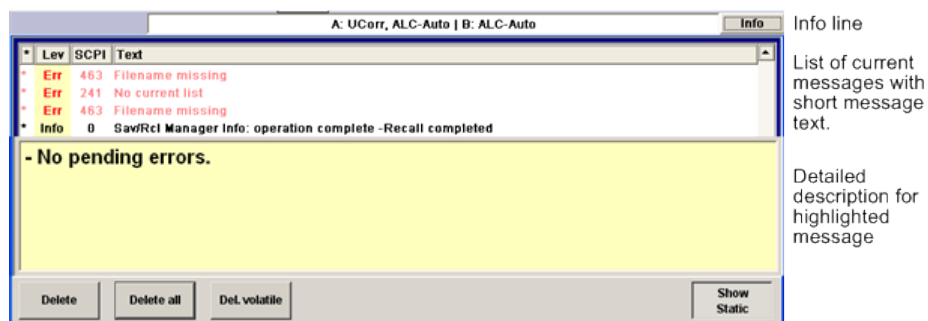 A: UCorr, ALC-Auto | B: ALC-Auto
Info
Info line
* Lev SCPI Text
* Err 463 Filename missing
* Err 241 No current list
* Err 463 Filename missing
* Info 0 Sav/Rcl Manager Info: operation complete -Recall completed
List of current
messages with
short message
text.
- No pending errors.
Detailed
description for
highlighted
message
Delete
Delete all
Del. volatile
Show
Static